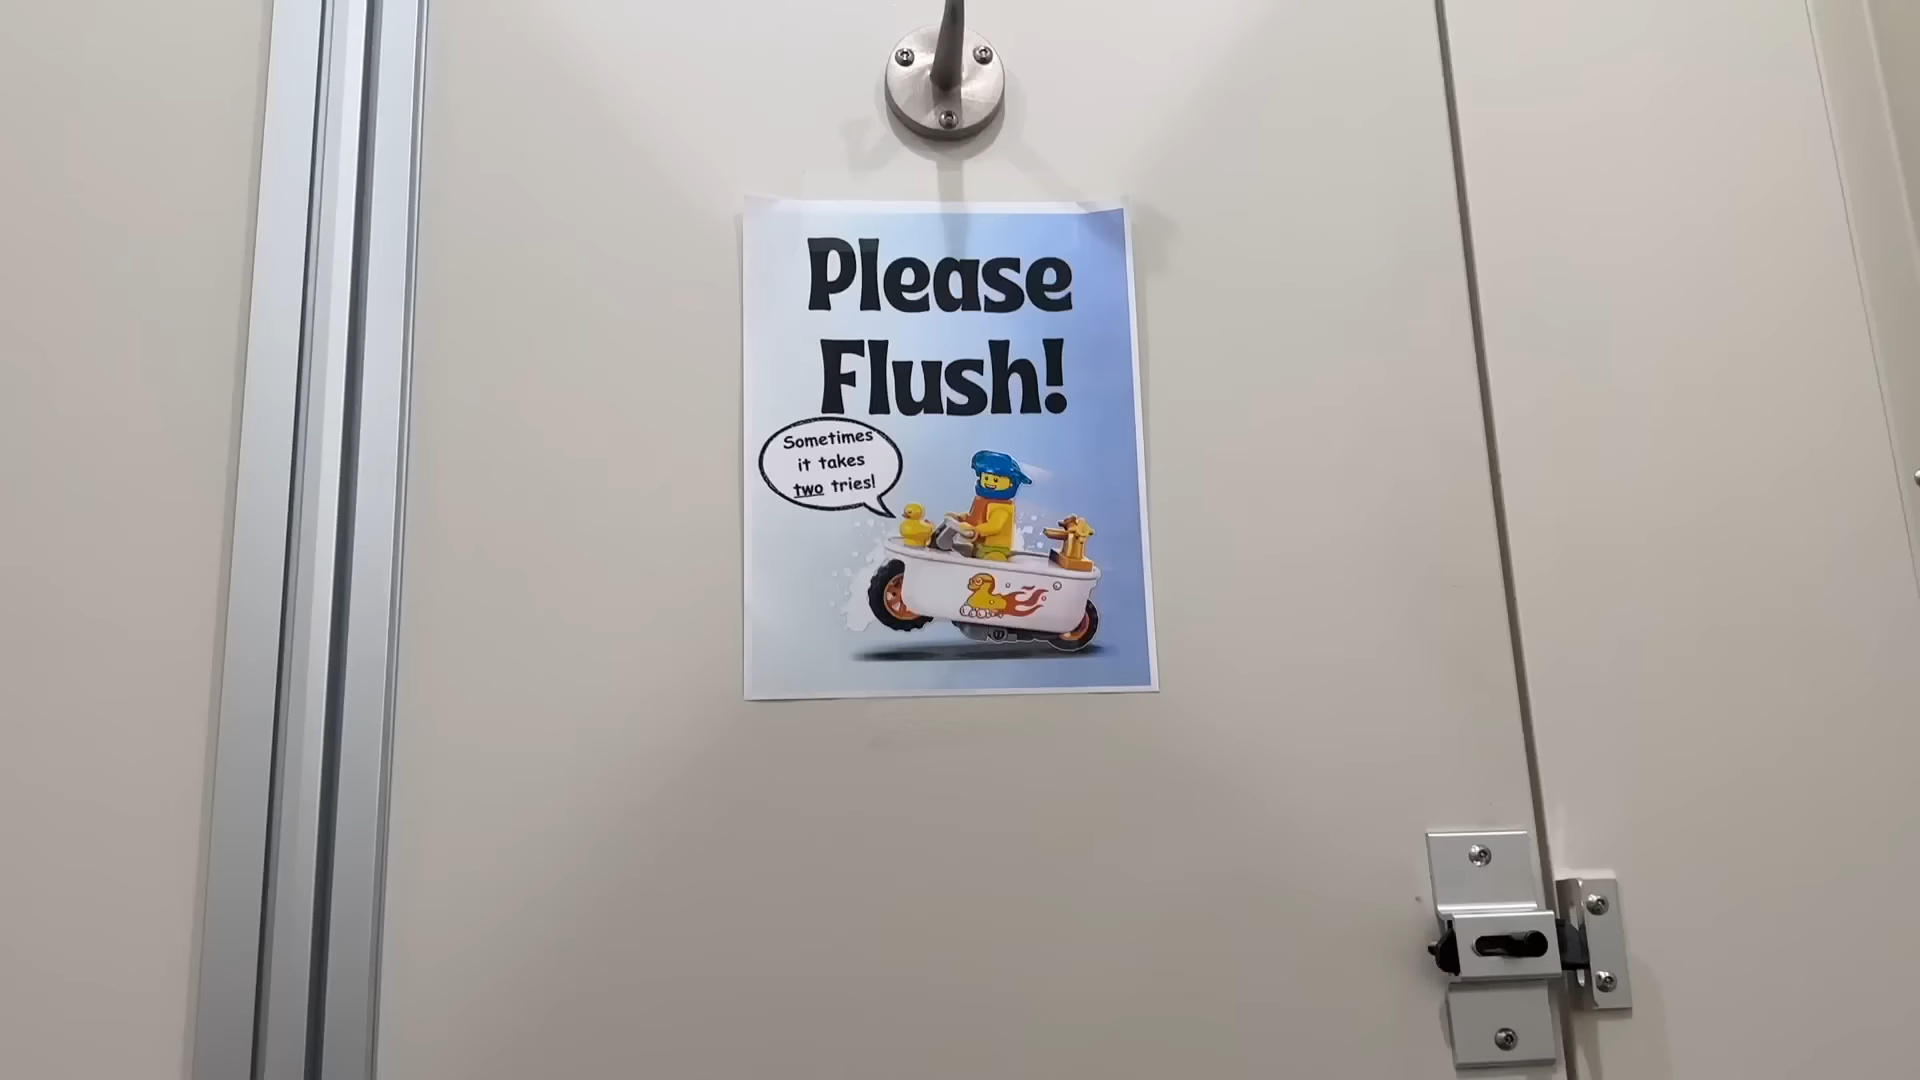 Please
Flush!
Sometimes
it takes
two tries!